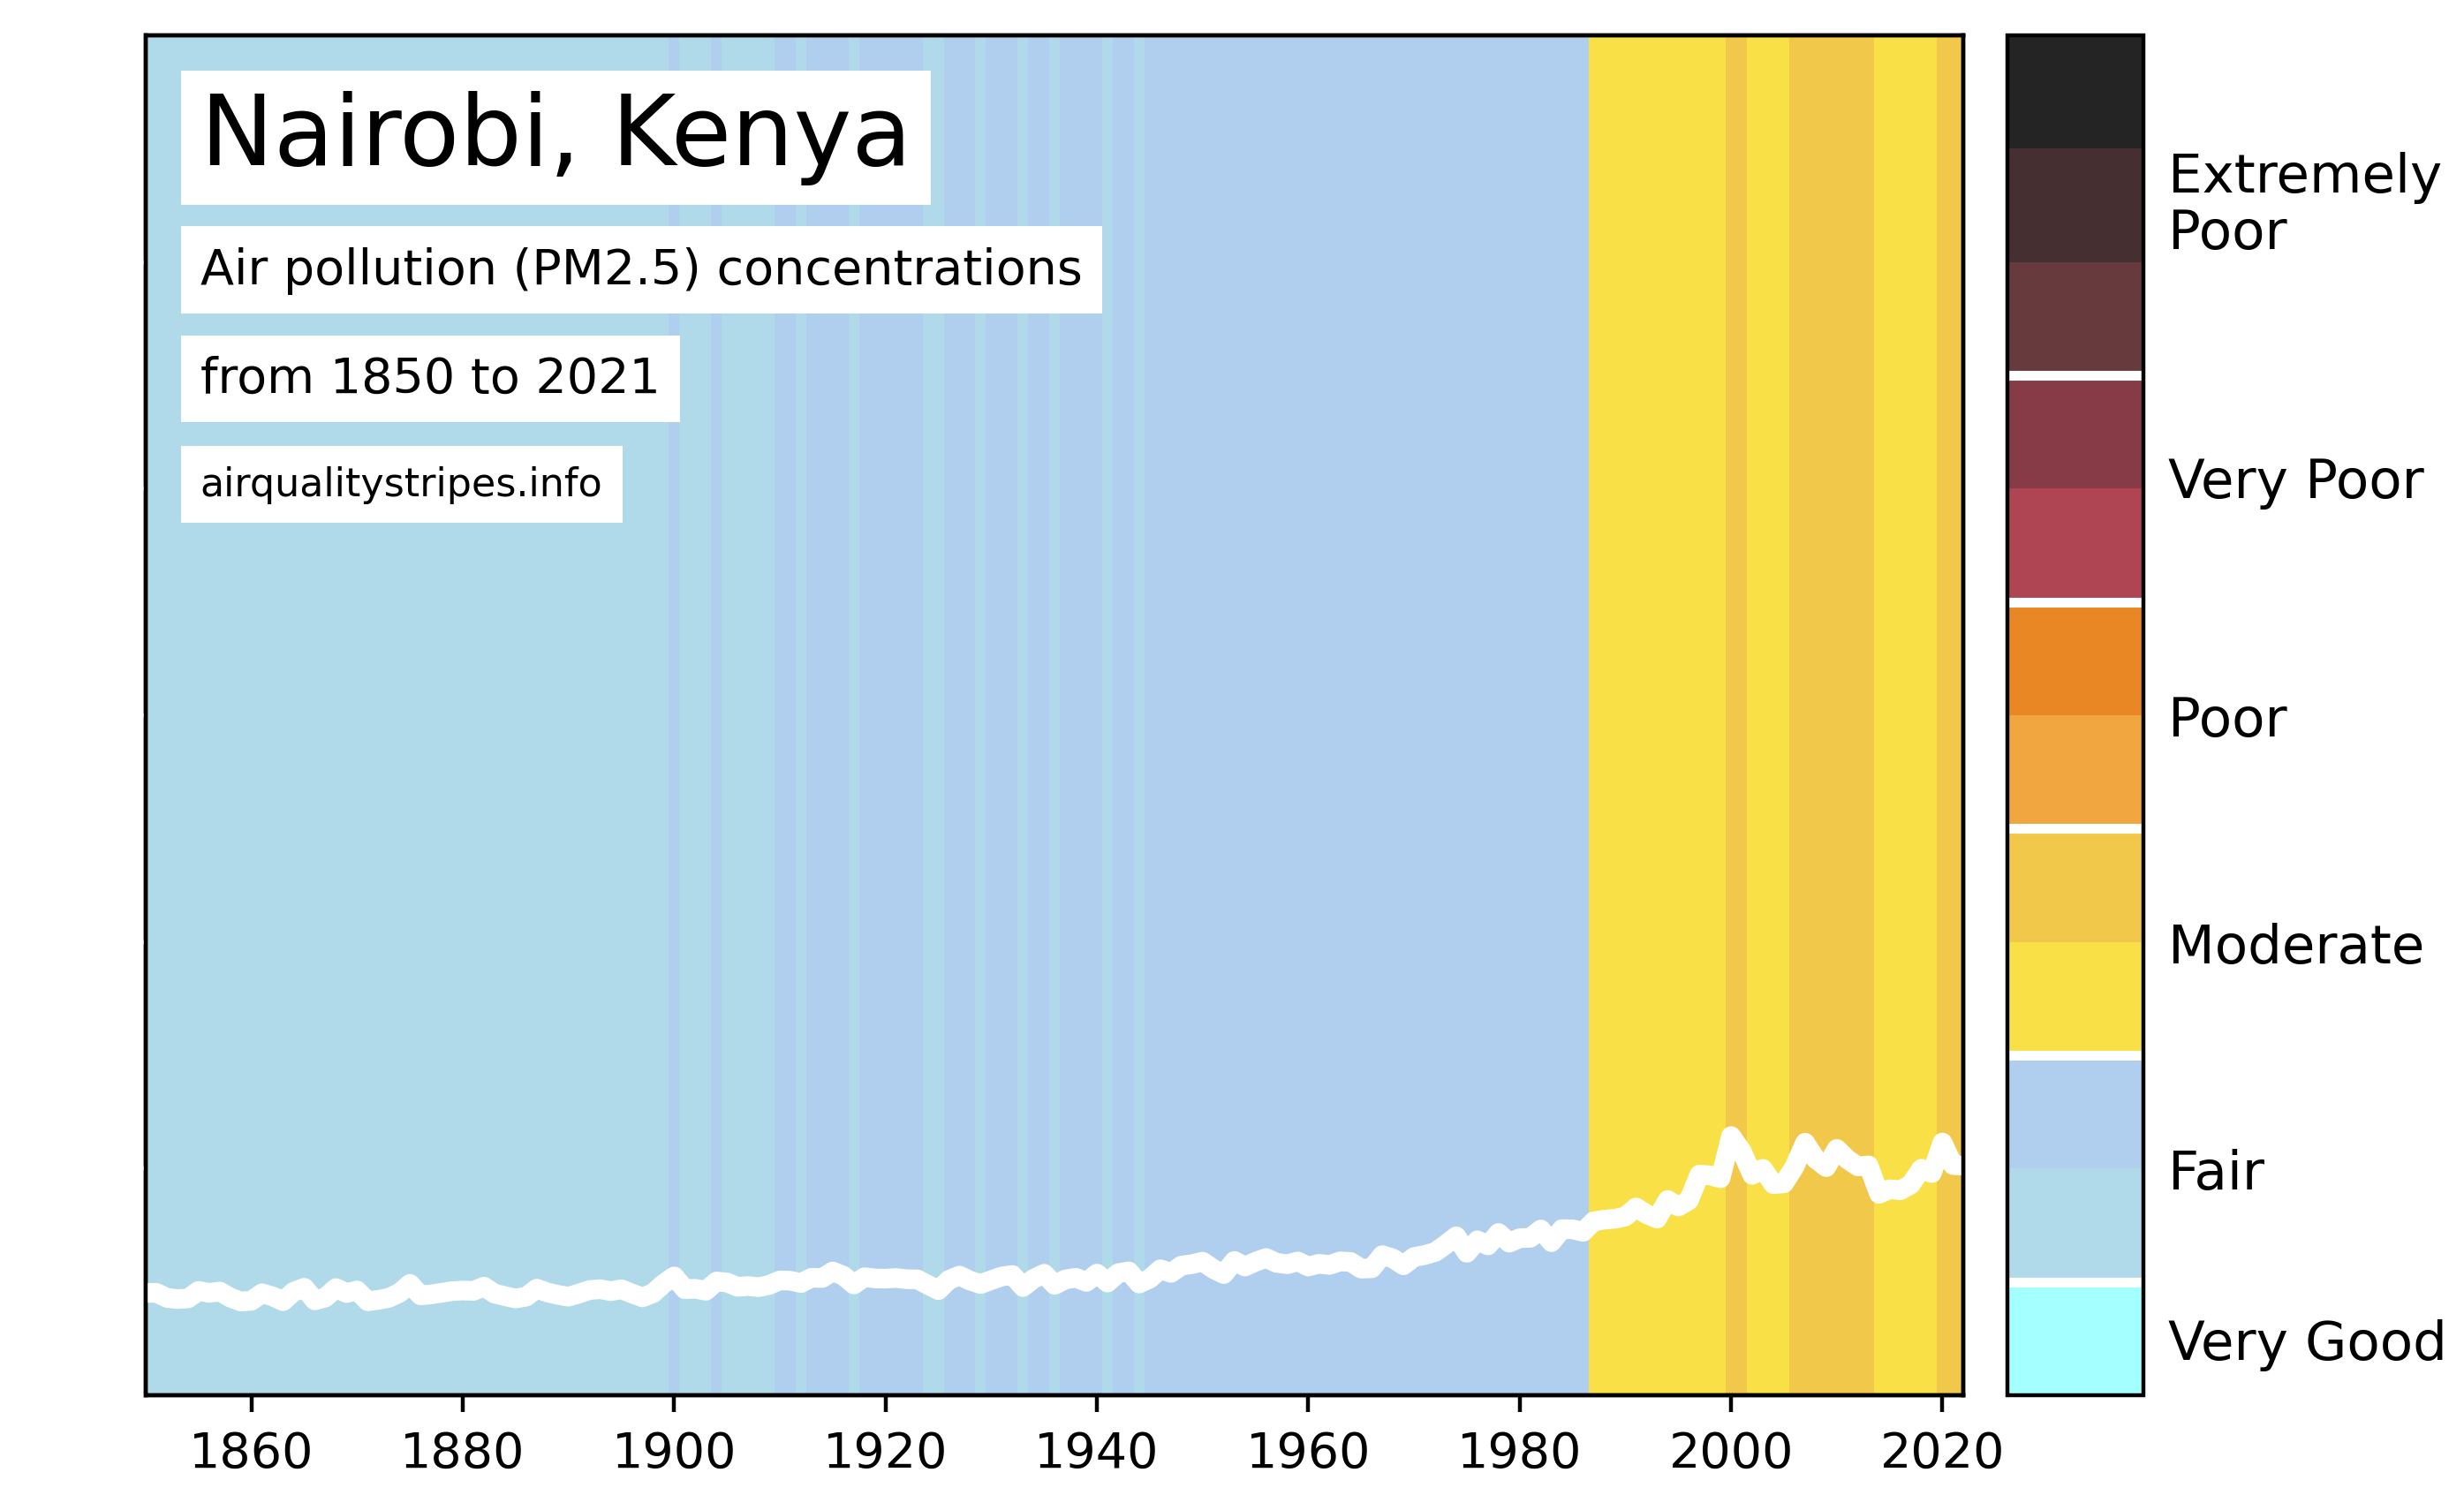 Nairobi, Kenya
Air pollution (PM2.5) concentrations
from 1850 to 2021
airqualitystripes.info
Extremely
Poor
Very Poor
Poor
Moderate
Fair
Very Good
1860 1880 1900 1920 1940 1960 1980 2000 2020